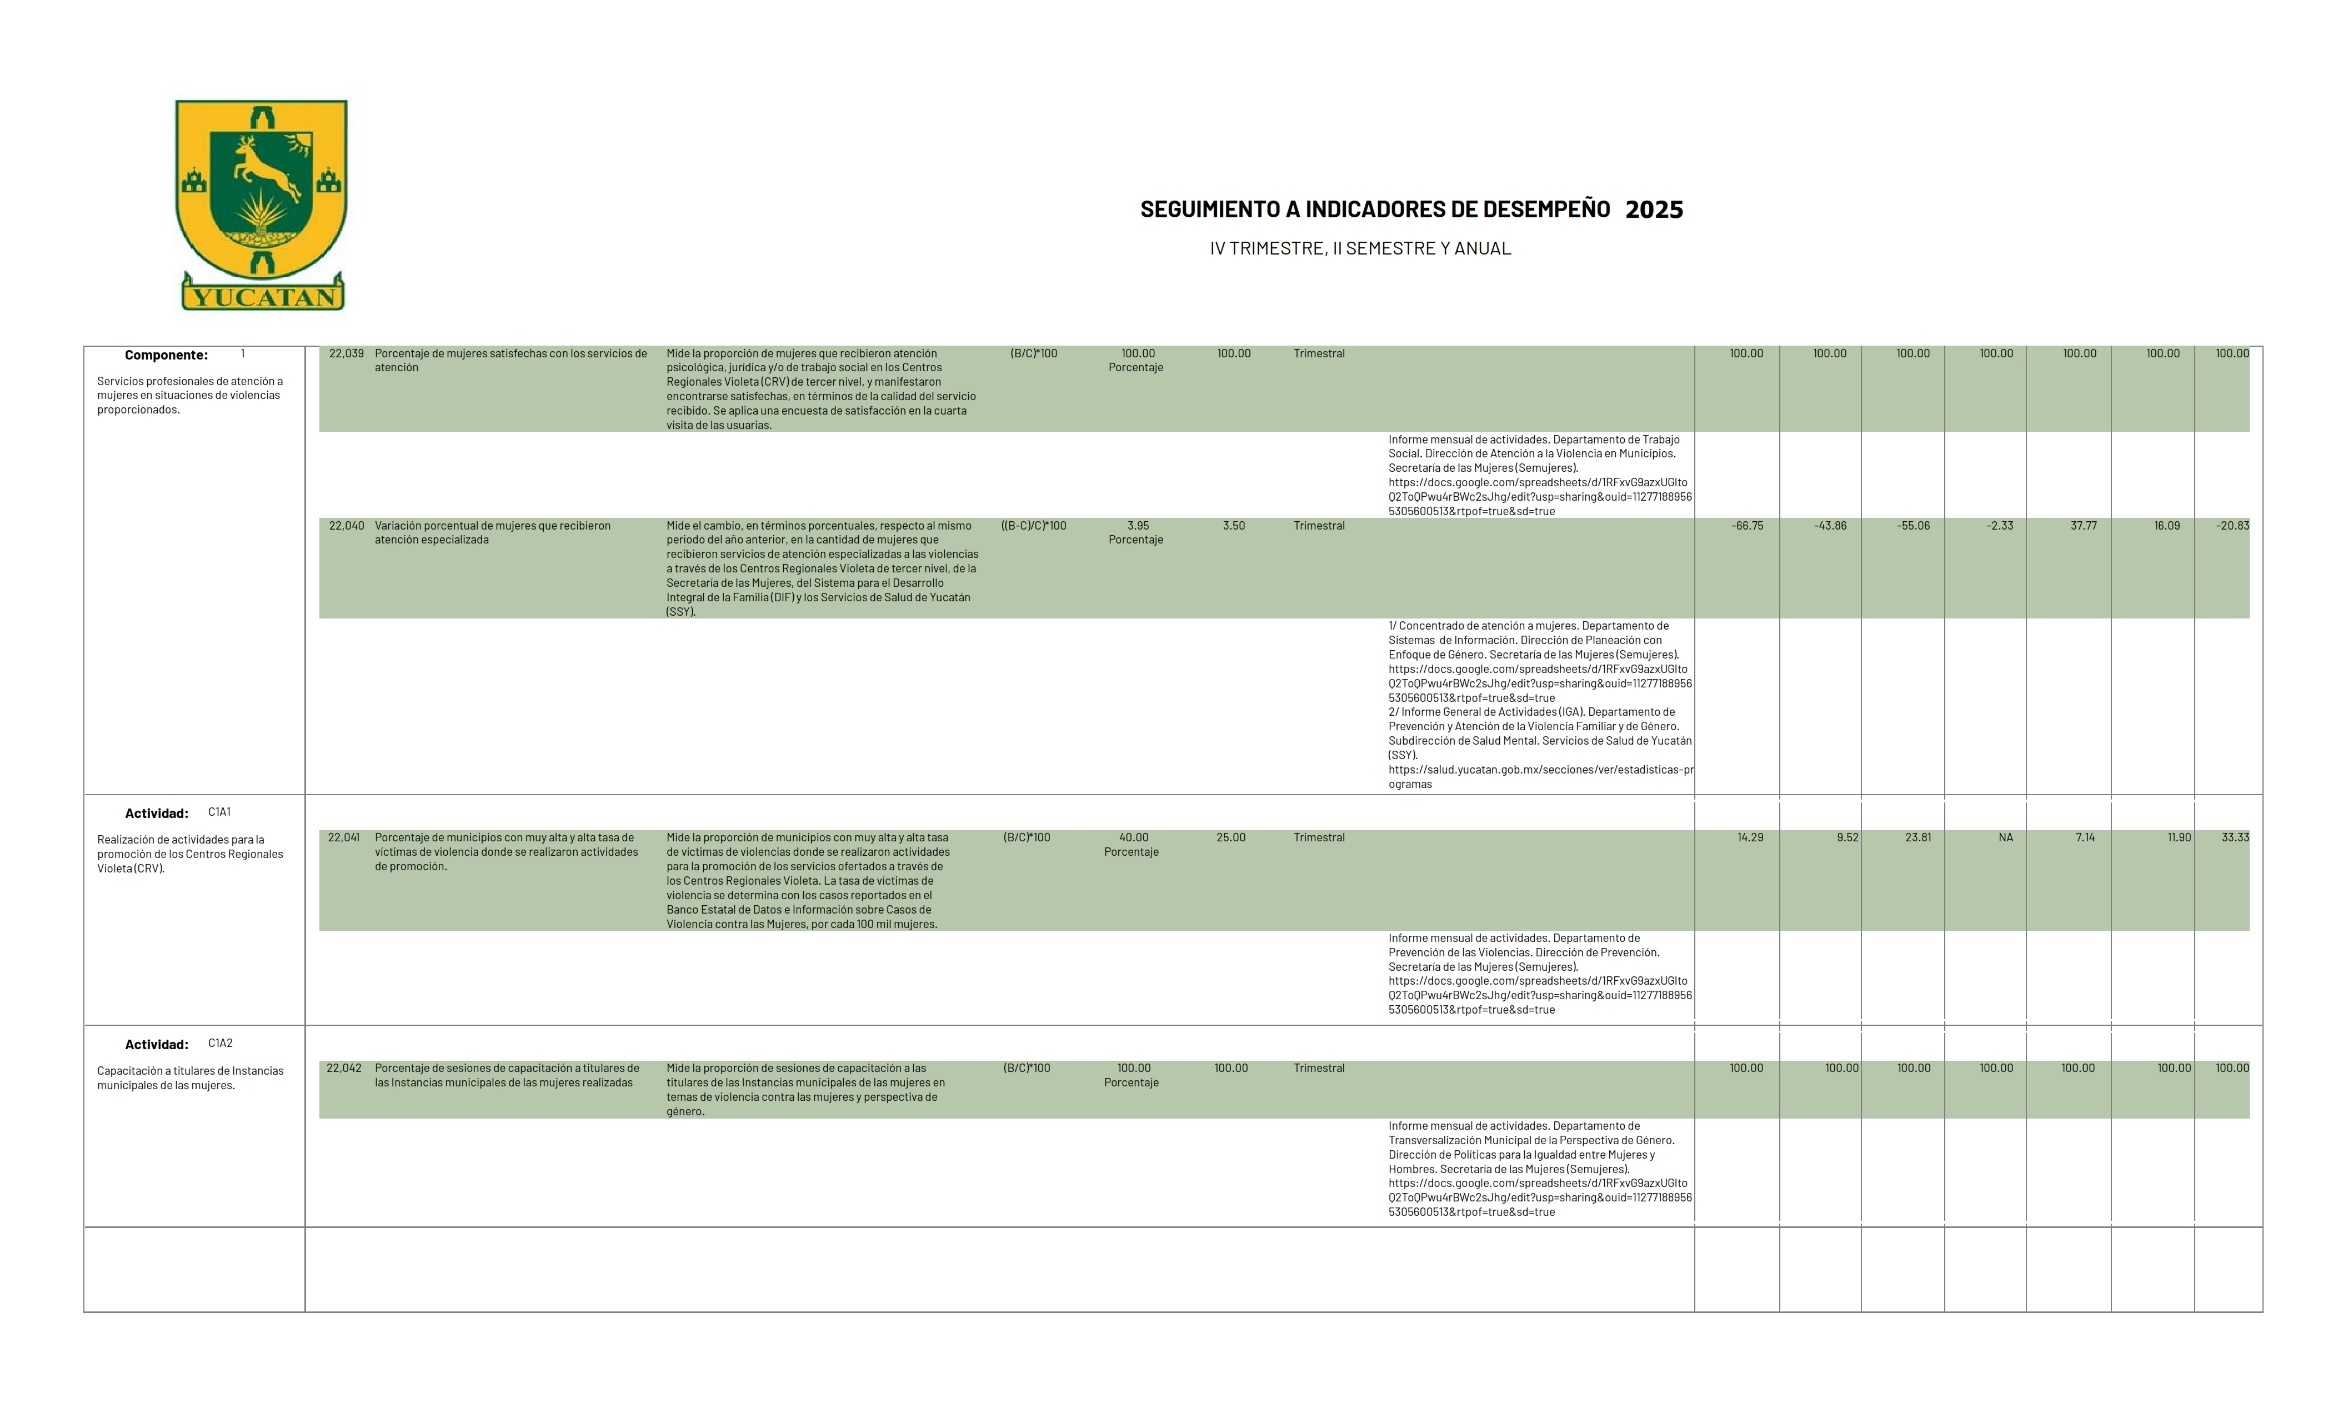 YUCATAN
SEGUIMIENTO A INDICADORES DE DESEMPEÑO 2025
IV TRIMESTRE, II SEMESTRE Y ANUAL
Componente: 1
Servicios profesionales de atención a
mujeres en situaciones de violencias
proporcionados.
22,039 Porcentaje de mujeres satisfechas con los servicios de
atención
Mide la proporción de mujeres que recibieron atención
psicológica, jurídica y/o de trabajo social en los Centros
Regionales Violeta (CRV) de tercer nivel, y manifestaron
encontrarse satisfechas, en términos de la calidad del servicio
recibido. Se aplica una encuesta de satisfacción en la cuarta
visita de las usuarias.
(B/C)*100 100.00 100.00 Trimestral
Porcentaje
100.00 100.00 100.00 100.00 100.00 100.00 100.00
Informe mensual de actividades. Departamento de Trabajo
Social. Dirección de Atención a la Violencia en Municipios.
Secretaría de las Mujeres (Semujeres).
https://docs.google.com/spreadsheets/d/1RFxvG9azxUGlto
Q2ToQPwu4rBWc2sJhg/edit?usp=sharing&ouid=11277188956
5305600513&rtpof=true&sd=true
22,040 Variación porcentual de mujeres que recibieron
atención especializada
Mide el cambio, en términos porcentuales, respecto al mismo
periodo del año anterior, en la cantidad de mujeres que
recibieron servicios de atención especializadas a las violencias
a través de los Centros Regionales Violeta de tercer nivel, de la
Secretaría de las Mujeres, del Sistema para el Desarrollo
Integral de la Familia (DIF) y los Servicios de Salud de Yucatán
(SSY).
((B-C)/C)*100 3.95 3.50 Trimestral
Porcentaje
-66.75 -43.86 -55.06 -2.33 37.77 16.09 -20.83
1/ Concentrado de atención a mujeres. Departamento de
Sistemas de Información. Dirección de Planeación con
Enfoque de Género. Secretaría de las Mujeres (Semujeres).
https://docs.google.com/spreadsheets/d/1RFxvG9azxUGlto
Q2ToQPwu4rBWc2sJhg/edit?usp=sharing&ouid=11277188956
5305600513&rtpof=true&sd=true
2/ Informe General de Actividades (IGA). Departamento de
Prevención y Atención de la Violencia Familiar y de Género.
Subdirección de Salud Mental. Servicios de Salud de Yucatán
(SSY).
https://salud.yucatan.gob.mx/secciones/ver/estadisticas-pr
ogramas
Actividad: C1A1
Realización de actividades para la
promoción de los Centros Regionales
Violeta (CRV).
22,041 Porcentaje de municipios con muy alta y alta tasa de
víctimas de violencia donde se realizaron actividades
de promoción.
Mide la proporción de municipios con muy alta y alta tasa
de víctimas de violencias donde se realizaron actividades
para la promoción de los servicios ofertados a través de
los Centros Regionales Violeta. La tasa de víctimas de
violencia se determina con los casos reportados en el
Banco Estatal de Datos e Información sobre Casos de
Violencia contra las Mujeres, por cada 100 mil mujeres.
(B/C)*100 40.00 25.00 Trimestral
Porcentaje
14.29 9.52 23.81 NA 7.14 11.90 33.33
Informe mensual de actividades. Departamento de
Prevención de las Violencias. Dirección de Prevención.
Secretaría de las Mujeres (Semujeres).
https://docs.google.com/spreadsheets/d/1RFxvG9azxUGlto
Q2ToQPwu4rBWc2sJhg/edit?usp=sharing&ouid=11277188956
5305600513&rtpof=true&sd=true
Actividad: C1A2
Capacitación a titulares de Instancias
municipales de las mujeres.
22,042 Porcentaje de sesiones de capacitación a titulares de
las Instancias municipales de las mujeres realizadas
Mide la proporción de sesiones de capacitación a las
titulares de las Instancias municipales de las mujeres en
temas de violencia contra las mujeres y perspectiva de
género.
(B/C)*100 100.00 100.00 Trimestral
Porcentaje
100.00 100.00 100.00 100.00 100.00 100.00 100.00
Informe mensual de actividades. Departamento de
Transversalización Municipal de la Perspectiva de Género.
Dirección de Políticas para la Igualdad entre Mujeres y
Hombres. Secretaría de las Mujeres (Semujeres).
https://docs.google.com/spreadsheets/d/1RFxvG9azxUGlto
Q2ToQPwu4rBWc2sJhg/edit?usp=sharing&ouid=11277188956
5305600513&rtpof=true&sd=true